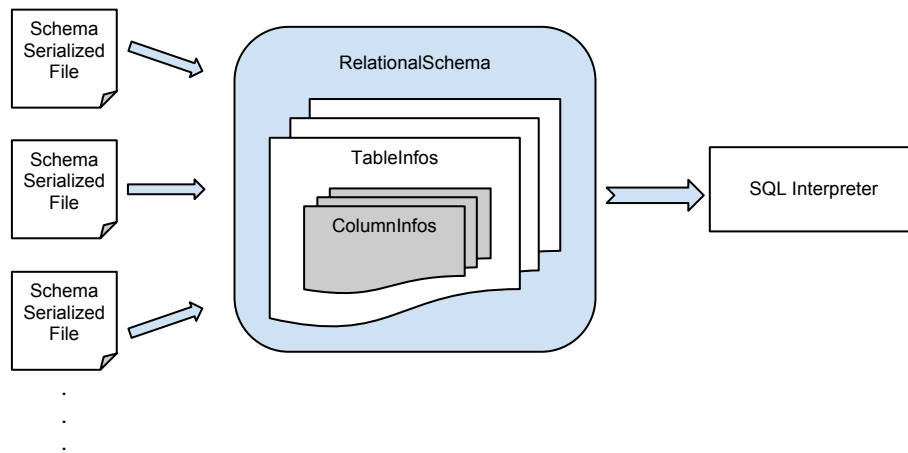 Schema
Serialized
File
Schema
Serialized
File
Schema
Serialized
File
.
.
.
RelationalSchema
TableInfos
ColumnInfos
SQL Interpreter